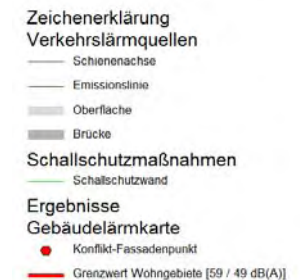 Zeichenerklärung
Verkehrslärmquellen
Schienenachse
Emissionslinie
Oberfläche
Brücke
Schallschutzmaßnahmen
Schallschutzwand
Ergebnisse
Gebäudelärmkarte
Konflikt-Fassadenpunkt
Grenzwert Wohngebiete [59 / 49 dB(A)]